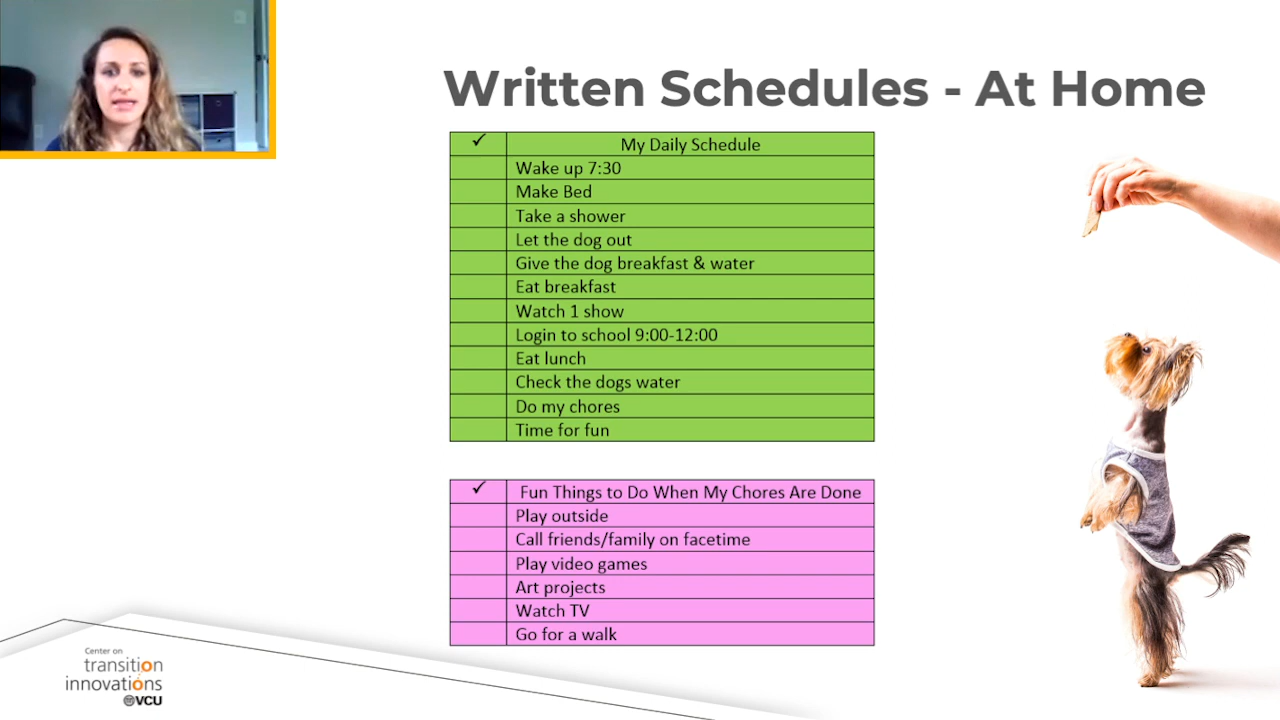 Written Schedules - At Home
✓ My Daily Schedule
Wake up 7:30
Make Bed
Take a shower
Let the dog out
Give the dog breakfast & water
Eat breakfast
Watch 1 show
Login to school 9:00-12:00
Eat lunch
Check the dogs water
Do my chores
Time for fun
✓ Fun Things to Do When My Chores Are Done
Play outside
Call friends/family on facetime
Play video games
Art projects
Watch TV
Go for a walk
Center on
transition
innovations
@VCU